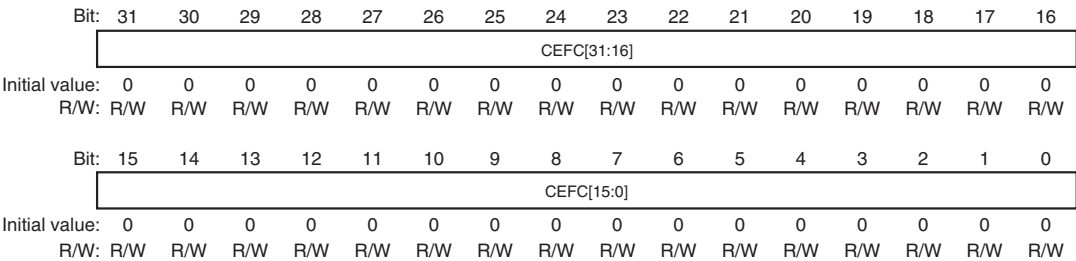 Bit: 31 30 29 28 27 26 25 24 23 22 21 20 19 18 17 16
CEFC[31:16]
Initial value: 0 0 0 0 0 0 0 0 0 0 0 0 0 0 0 0
R/W: R/W R/W R/W R/W R/W R/W R/W R/W R/W R/W R/W R/W R/W R/W R/W R/W
Bit: 15 14 13 12 11 10 9 8 7 6 5 4 3 2 1 0
CEFC[15:0]
Initial value: 0 0 0 0 0 0 0 0 0 0 0 0 0 0 0 0
R/W: R/W R/W R/W R/W R/W R/W R/W R/W R/W R/W R/W R/W R/W R/W R/W R/W